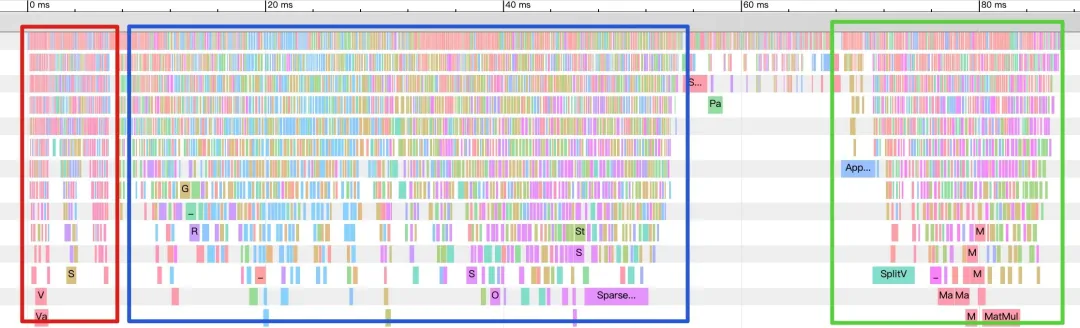 0 ms 20 ms 40 ms 60 ms 80 ms
S...
Pa
App...
G
_
R St M
S M
S _ S SplitV _ M
V O Sparse... Ma Ma
Va M MatMul